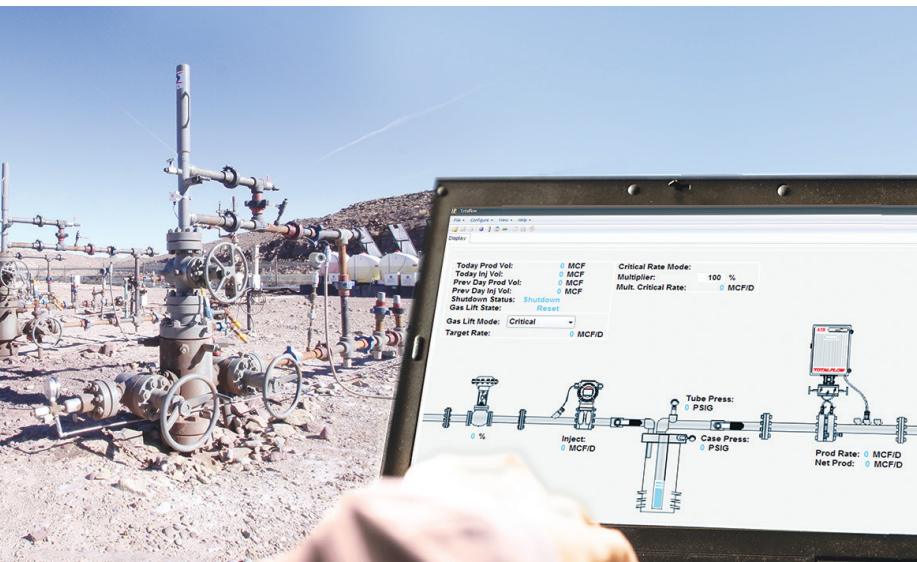 Totalflow
File Configure View Help
Display
Today Prod Vol: 0 MCF
Today Inj Vol: 0 MCF
Prev Day Prod Vol: 0 MCF
Prev Day Inj Vol: 0 MCF
Shutdown Status: Shutdown
Gas Lift State: Reset
Gas Lift Mode: Critical
Target Rate: 0 MCF/D
Critical Rate Mode:
Multiplier: 100 %
Mult. Critical Rate: 0 MCF/D
ABB
TOTALFLOW
0 %
Inject:
0 MCF/D
Tube Press:
0 PSIG
Case Press:
0 PSIG
Prod Rate: 0 MCF/D
Net Prod: 0 MCF/D